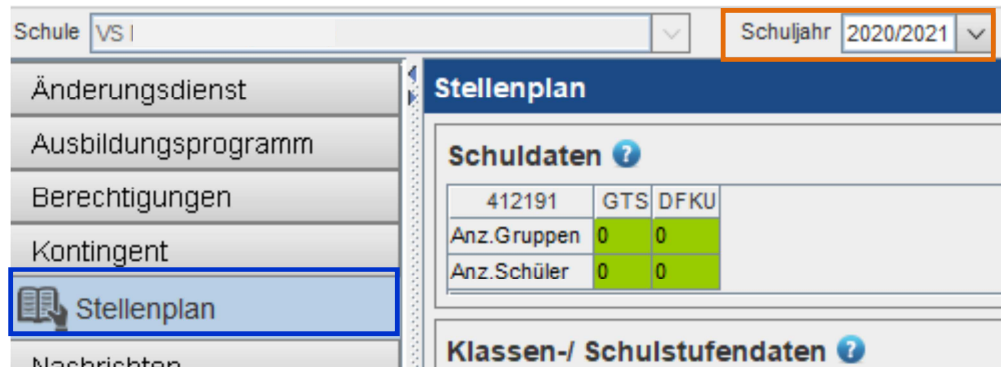 Schule VS Schuljahr 2020/2021
Änderungsdienst
Ausbildungsprogramm
Berechtigungen
Kontingent
Stellenplan
Stellenplan
Schuldaten ?
412191 GTS DFKU
Anz.Gruppen 0 0
Anz.Schüler 0 0
Klassen-/ Schulstufendaten ?